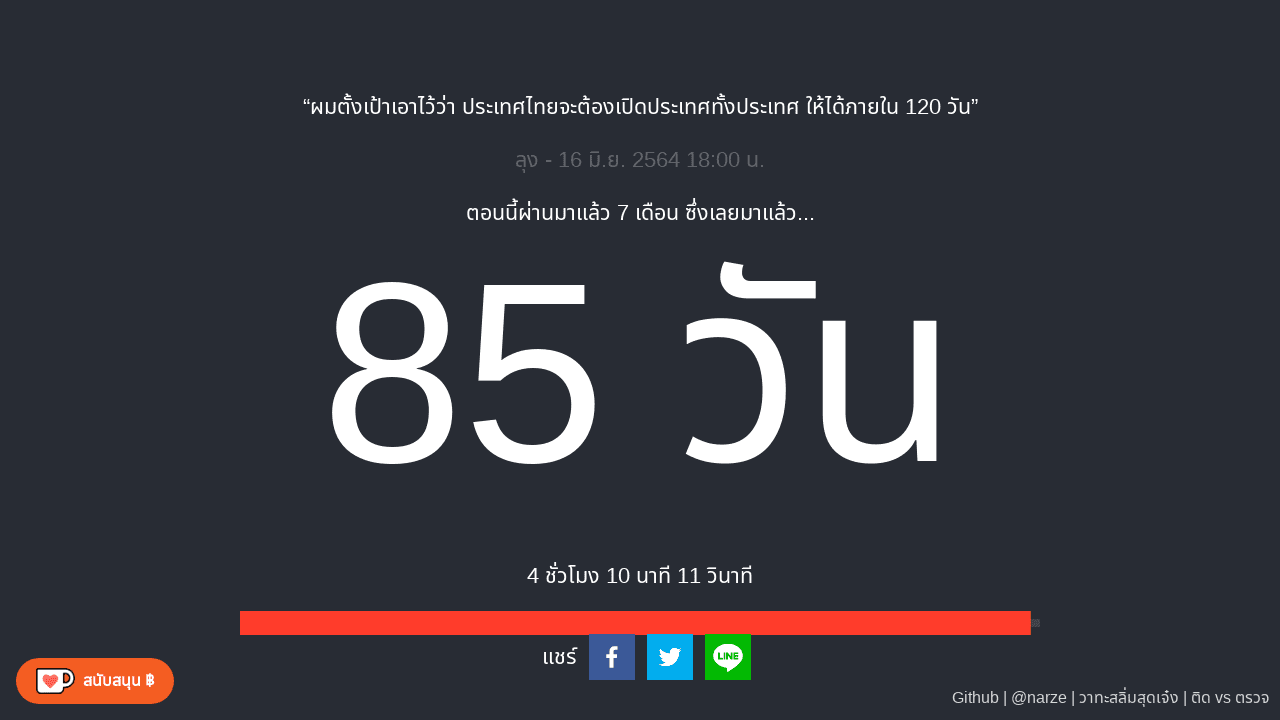 “ผมตั้งเป้าเอาไว้ว่า ประเทศไทยจะต้องเปิดประเทศทั้งประเทศ ให้ได้ภายใน 120 วัน”
ลุง - 16 มิ.ย. 2564 18:00 น.
ตอนนี้ผ่านมาแล้ว 7 เดือน ซึ่งเลยมาแล้ว...
85 วัน
4 ชั่วโมง 10 นาที 11 วินาที
แชร์
LINE
สนับสนุน ฿
Github | @narze | วาทะสลิ่มสุดเจ๋ง | ติด vs ตรวจ